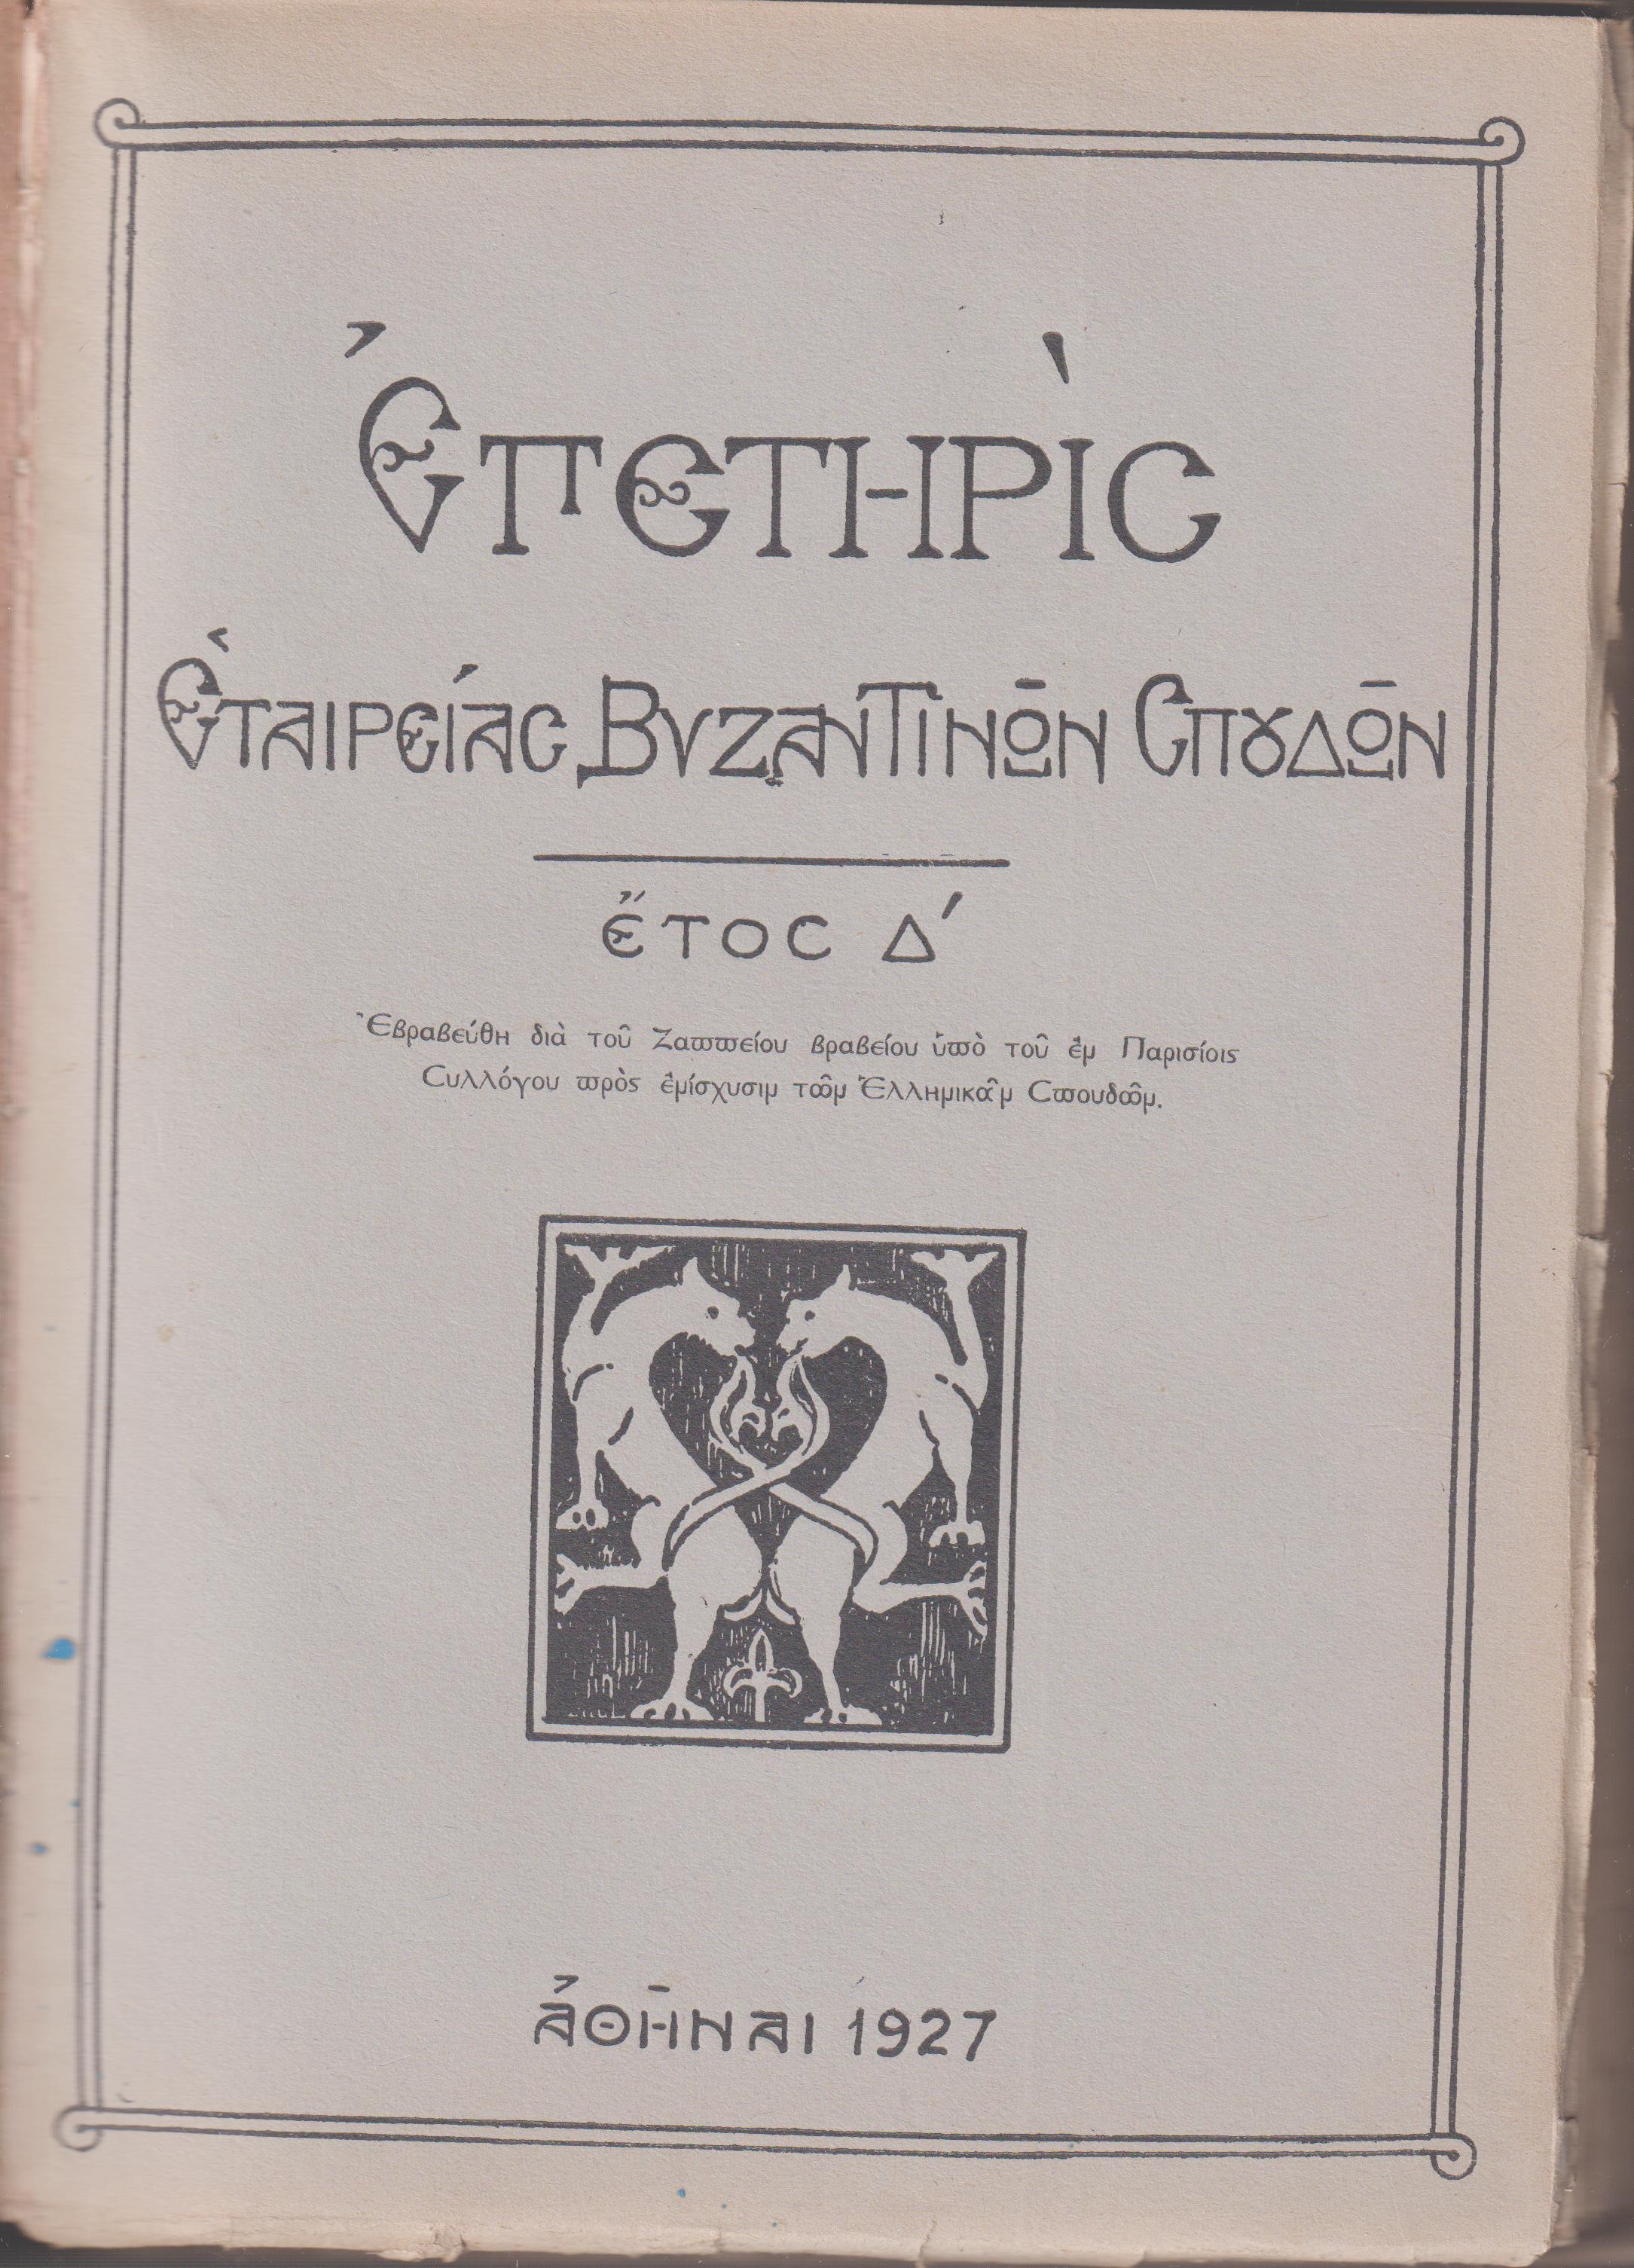 Ἐπετηρὶς
Ἑταιρείας Βυζαντινῶν Σπουδῶν
Ἔτος Δ΄
Ἐβραβεύθη διὰ τοῦ Ζαππείου βραβείου ὑπὸ τοῦ ἐν Παρισίοις
Συλλόγου πρὸς ἐνίσχυσιν τῶν Ἑλληνικῶν Σπουδῶν.
Ἀθῆναι 1927